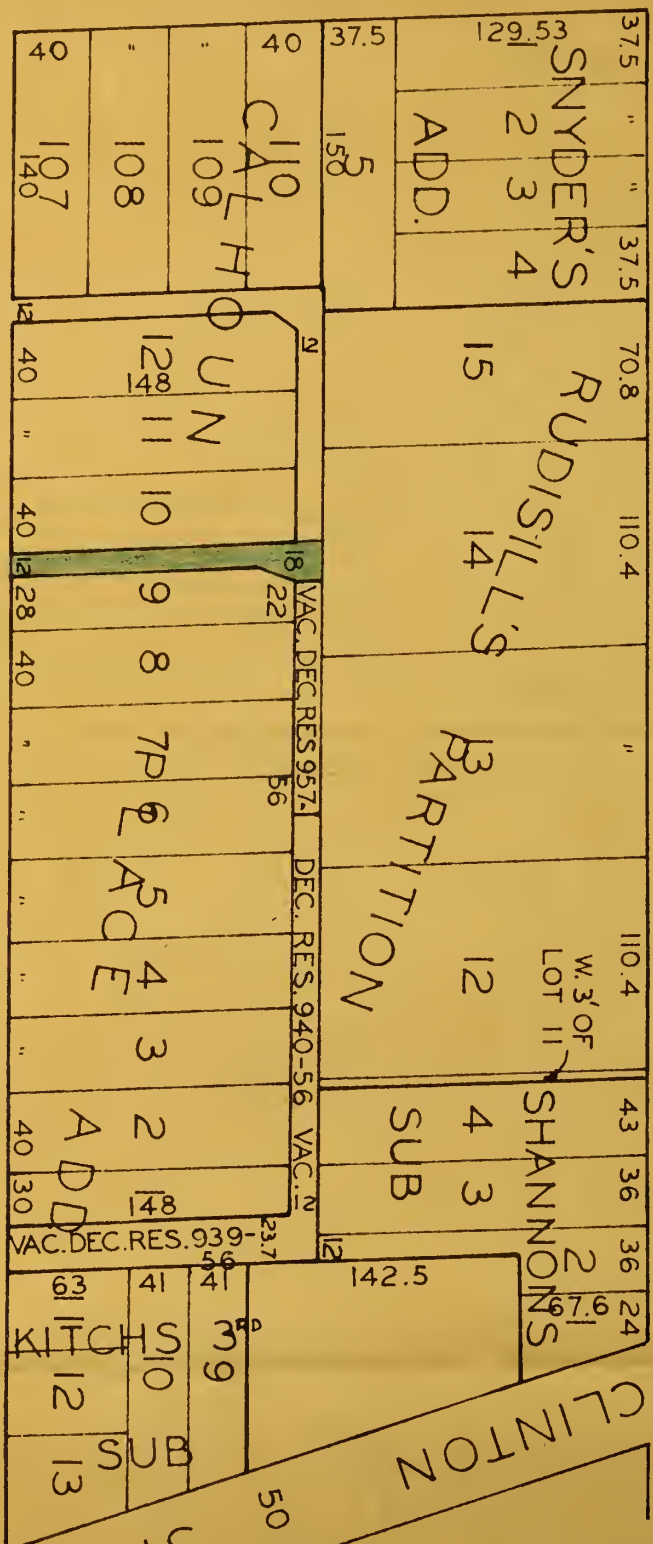 37.5 " " 37.5 70.8 110.4 " 110.4 43 36 36 24
129.53
SNYDER'S
ADD.
2 3 4
37.5
5
150
RUDISILL'S
PARTITION
15 14 13 12
W. 3' OF
LOT 11
SHANNONS
SUB
4 3 2
67.6
142.5
CLINTON
50
40 " " 40
110
109
108
107
140
CALHOUN
PLACE
ADD
12
12
12 11 10 9 8 7 6 5 4 3 2
148
18
22
VAC. DEC RES 957-
56
DEC. RES. 940-56 VAC.
12
12
148
23.7
40 " 40 12 28 40 " " " " " 40 30
VAC. DEC. RES. 939-
56
63 41 41
KITCHS 3RD
SUB
11 10 9
12
13